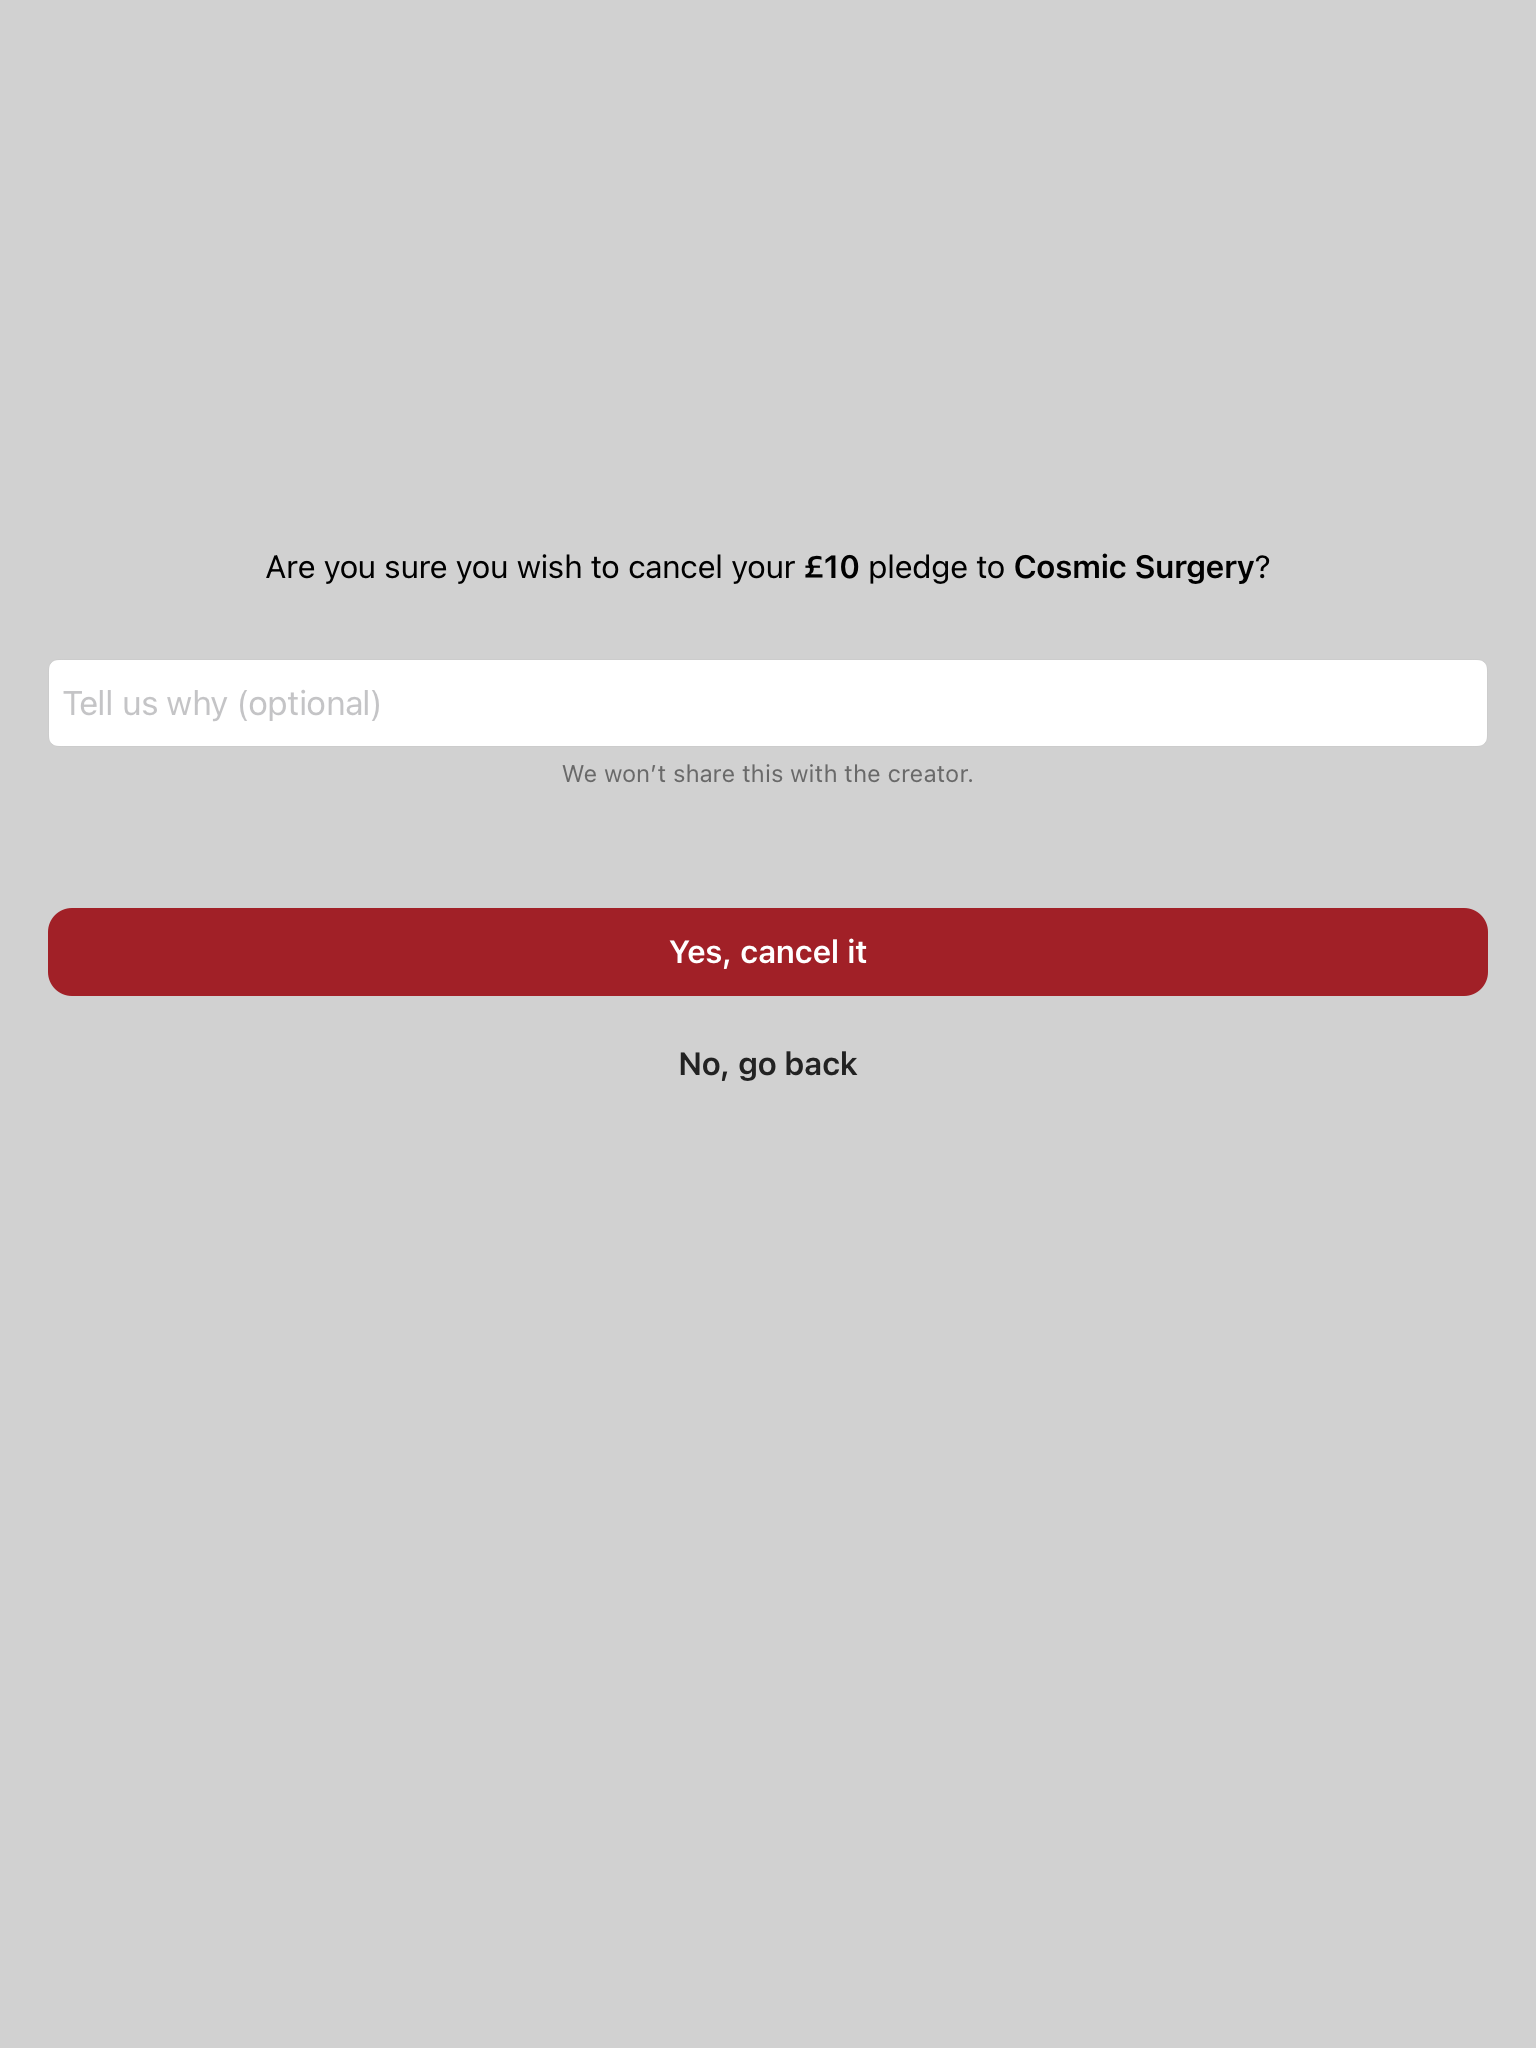 Are you sure you wish to cancel your £10 pledge to Cosmic Surgery?
Tell us why (optional)
We won’t share this with the creator.
Yes, cancel it
No, go back